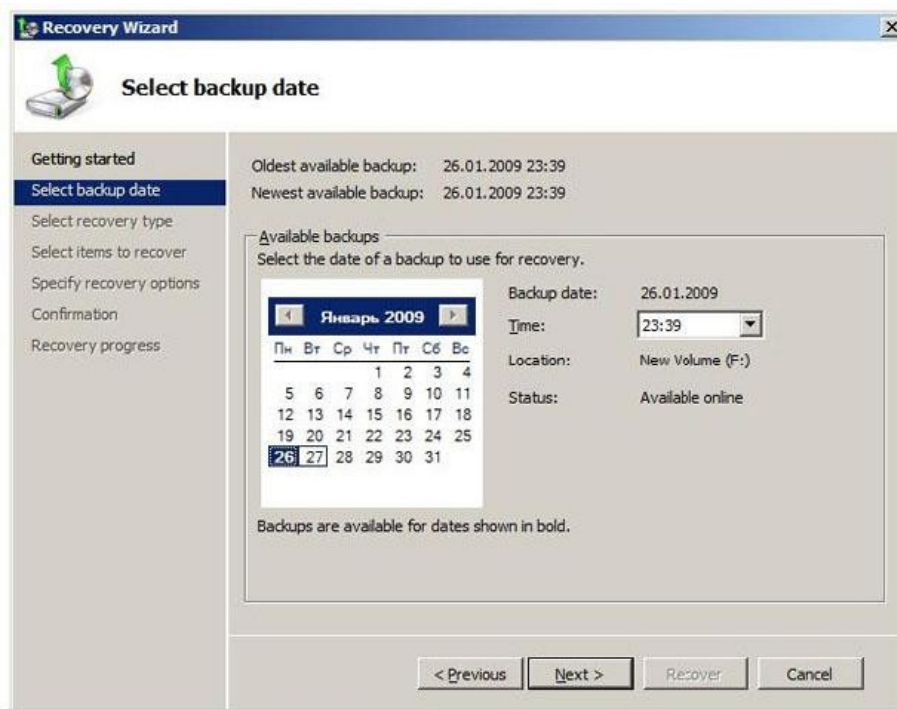 Recovery Wizard
Select backup date
Getting started
Select backup date
Select recovery type
Select items to recover
Specify recovery options
Confirmation
Recovery progress
Oldest available backup: 26.01.2009 23:39
Newest available backup: 26.01.2009 23:39
Available backups
Select the date of a backup to use for recovery.
Январь 2009
Пн Вт Ср Чт Пт Сб Вс
1 2 3 4
5 6 7 8 9 10 11
12 13 14 15 16 17 18
19 20 21 22 23 24 25
26 27 28 29 30 31
Backup date: 26.01.2009
Time: 23:39
Location: New Volume (F:)
Status: Available online
Backups are available for dates shown in bold.
< Previous Next > Recover Cancel